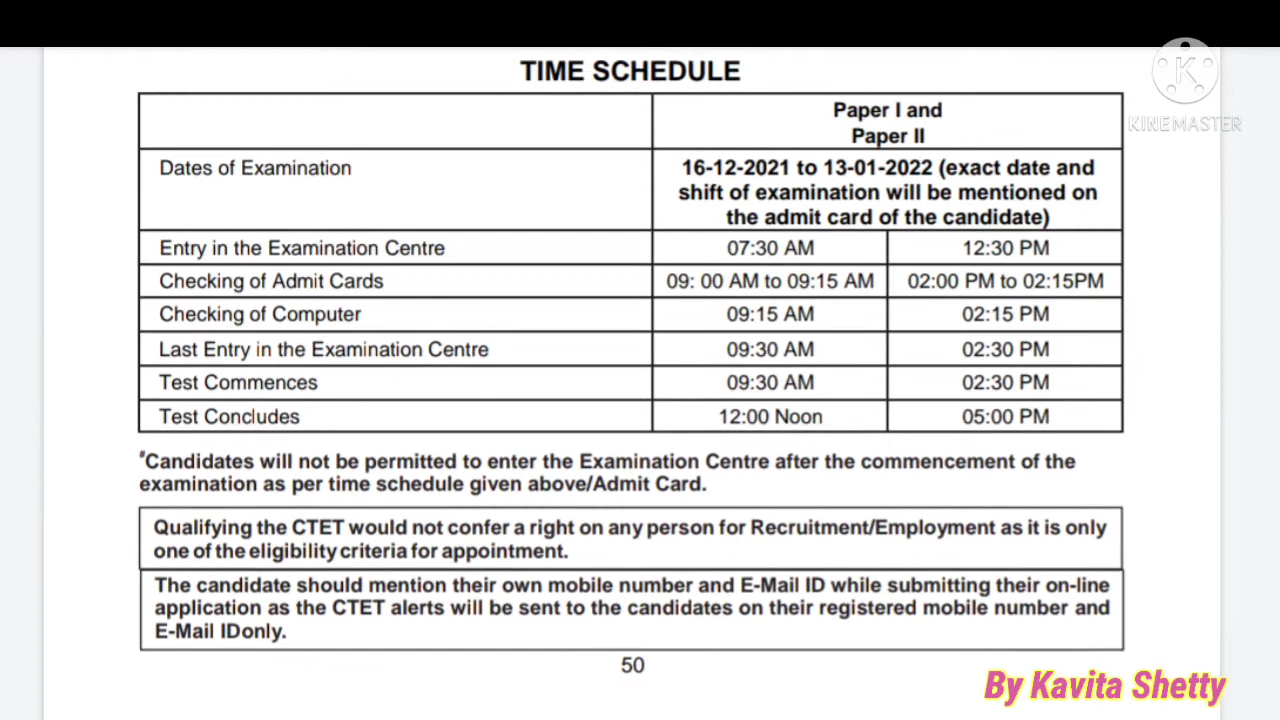 TIME SCHEDULE
K
KINEMASTER
Paper I and
Paper II
Dates of Examination
16-12-2021 to 13-01-2022 (exact date and
shift of examination will be mentioned on
the admit card of the candidate)
Entry in the Examination Centre 07:30 AM 12:30 PM
Checking of Admit Cards 09: 00 AM to 09:15 AM 02:00 PM to 02:15PM
Checking of Computer 09:15 AM 02:15 PM
Last Entry in the Examination Centre 09:30 AM 02:30 PM
Test Commences 09:30 AM 02:30 PM
Test Concludes 12:00 Noon 05:00 PM
#Candidates will not be permitted to enter the Examination Centre after the commencement of the
examination as per time schedule given above/Admit Card.
Qualifying the CTET would not confer a right on any person for Recruitment/Employment as it is only
one of the eligibility criteria for appointment.
The candidate should mention their own mobile number and E-Mail ID while submitting their on-line
application as the CTET alerts will be sent to the candidates on their registered mobile number and
E-Mail IDonly.
50
By Kavita Shetty